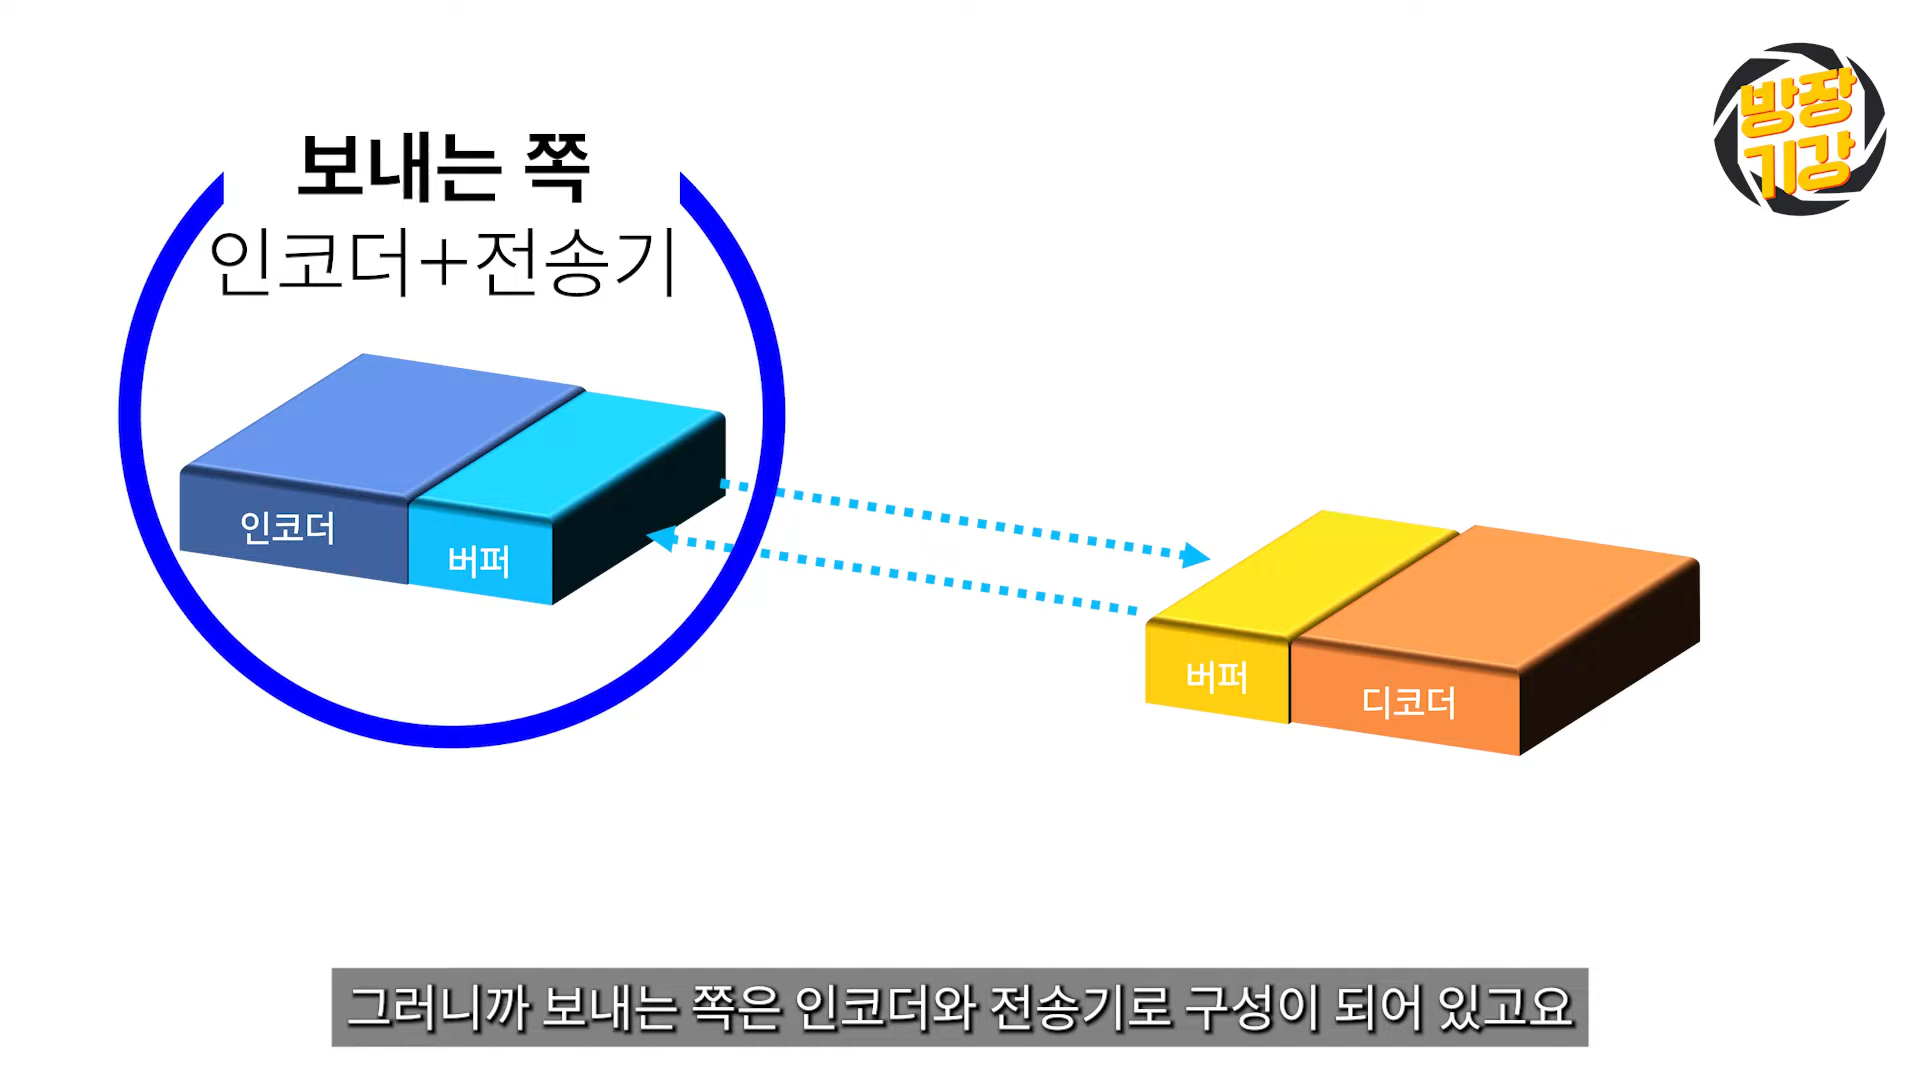 방장
기강
보내는 쪽
인코더+전송기
인코더
버퍼
버퍼
디코더
그러니까 보내는 쪽은 인코더와 전송기로 구성이 되어 있고요